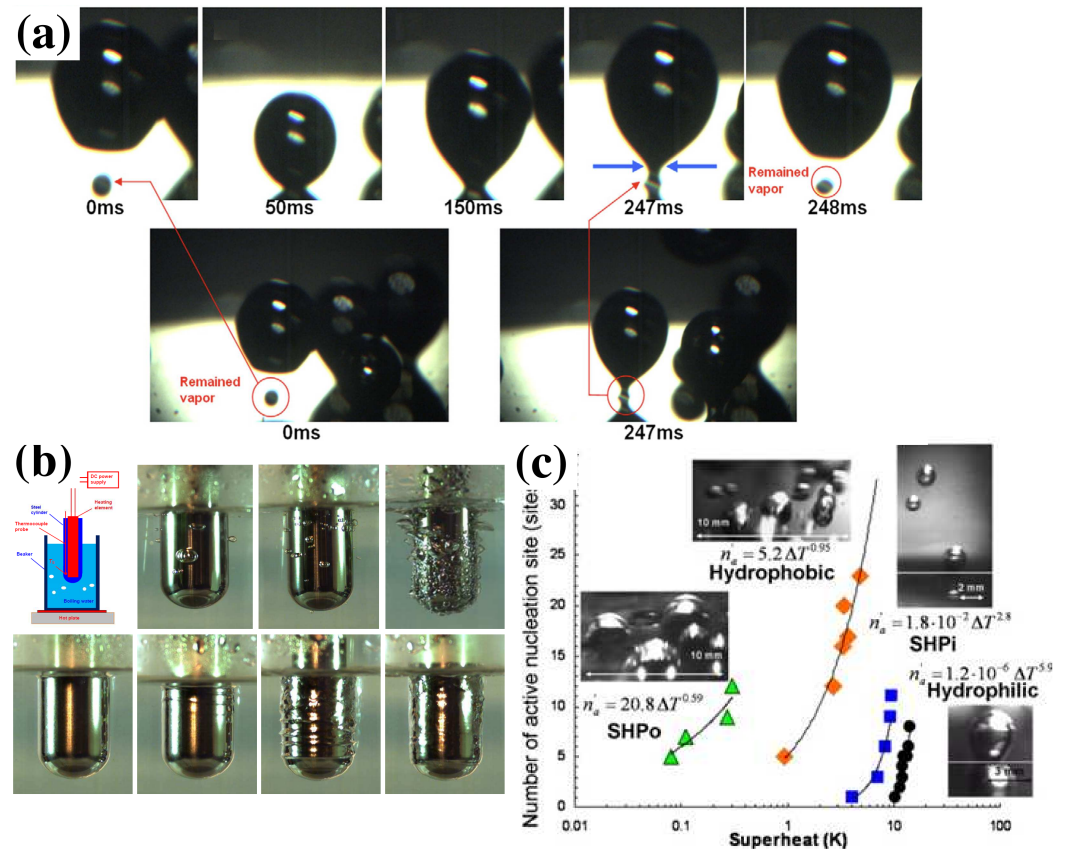 (a)
0ms
50ms
150ms
247ms
Remained
vapor
248ms
Remained
vapor
0ms
247ms
(b)
DC power
supply
Steel
cylinder
Heating
element
Thermocouple
probe
Beaker
Boiling water
Hot plate
(c)
Number of active nucleation site (sites
30
25
20
15
10
5
0
0.01
0.1
1
10
100
Superheat (K)
10 mm
n'a = 5.2 ΔT^0.95
Hydrophobic
2 mm
n'a = 1.8·10^-2 ΔT^2.8
SHPi
10 mm
n'a = 20.8 ΔT^0.59
SHPo
n'a = 1.2·10^-6 ΔT^5.9
Hydrophilic
3 mm